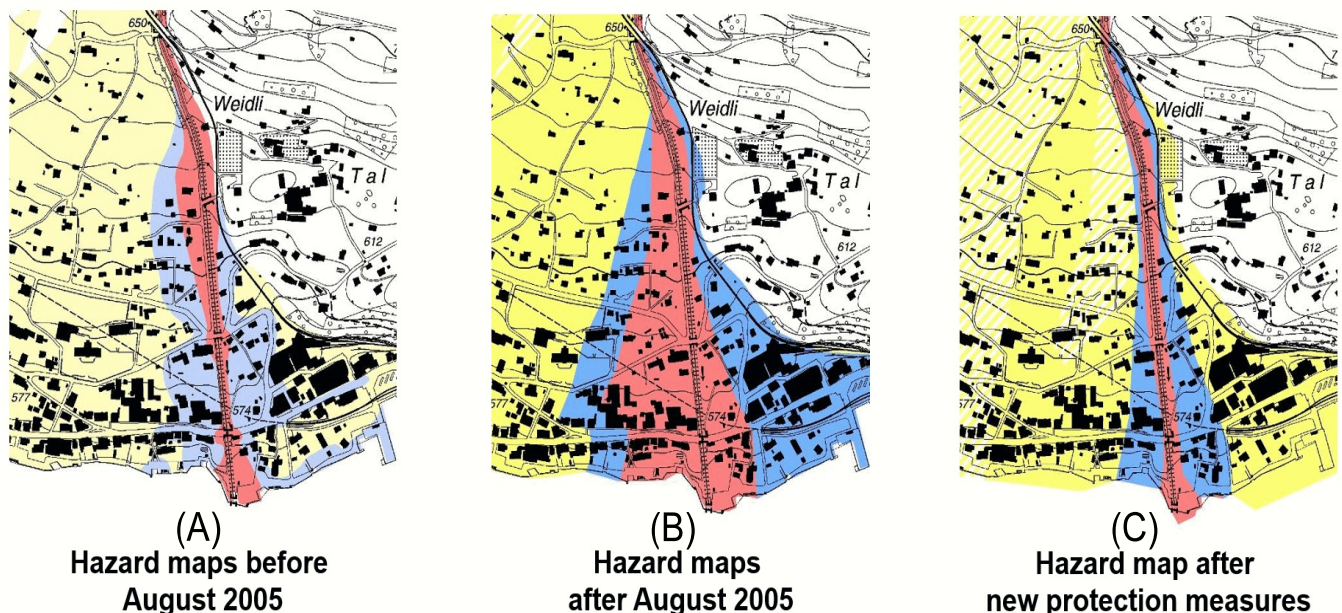 650
Weidli
Tal
612
577
574
(A)
Hazard maps before
August 2005
650
Weidli
Tal
612
577
574
(B)
Hazard maps
after August 2005
650
Weidli
Tal
612
577
574
(C)
Hazard map after
new protection measures